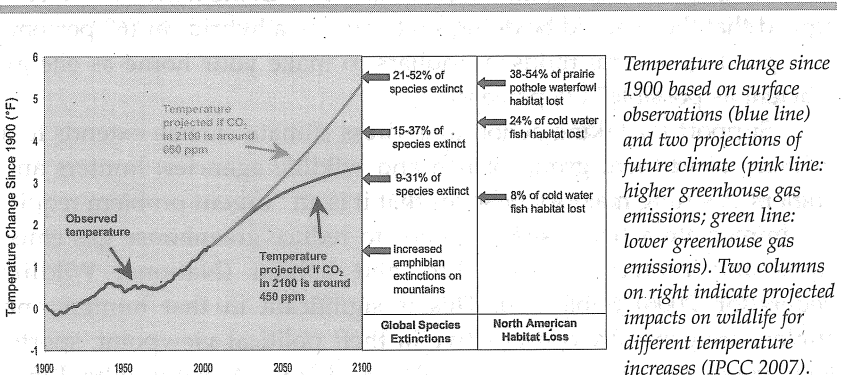 Temperature Change Since 1900 (°F)
6
5
4
3
2
1
0
-1
1900
1950
2000
2050
2100
Observed
temperature
Temperature
projected if CO₂
in 2100 is around
650 ppm
Temperature
projected if CO₂
in 2100 is around
450 ppm
21-52% of
species extinct
15-37% of
species extinct
9-31% of
species extinct
Increased
amphibian
extinctions on
mountains
Global Species
Extinctions
38-54% of prairie
pothole waterfowl
habitat lost
24% of cold water
fish habitat lost
8% of cold water
fish habitat lost
North American
Habitat Loss
Temperature change since
1900 based on surface
observations (blue line)
and two projections of
future climate (pink line:
higher greenhouse gas
emissions; green line:
lower greenhouse gas
emissions). Two columns
on right indicate projected
impacts on wildlife for
different temperature
increases (IPCC 2007).